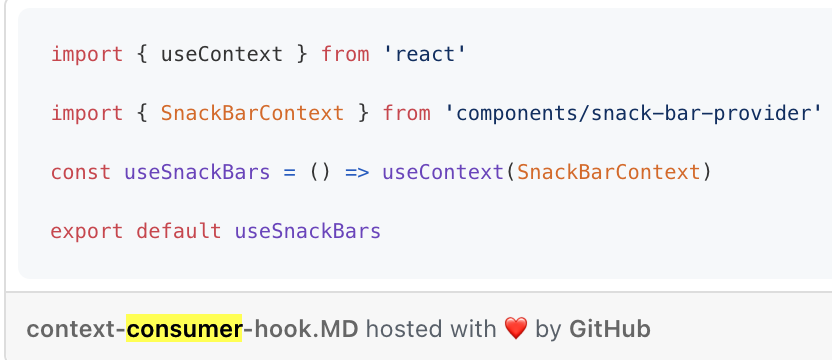 import { useContext } from 'react'
import { SnackBarContext } from 'components/snack-bar-provider'
const useSnackBars = () => useContext(SnackBarContext)
export default useSnackBars
context-consumer-hook.MD hosted with ❤️ by GitHub